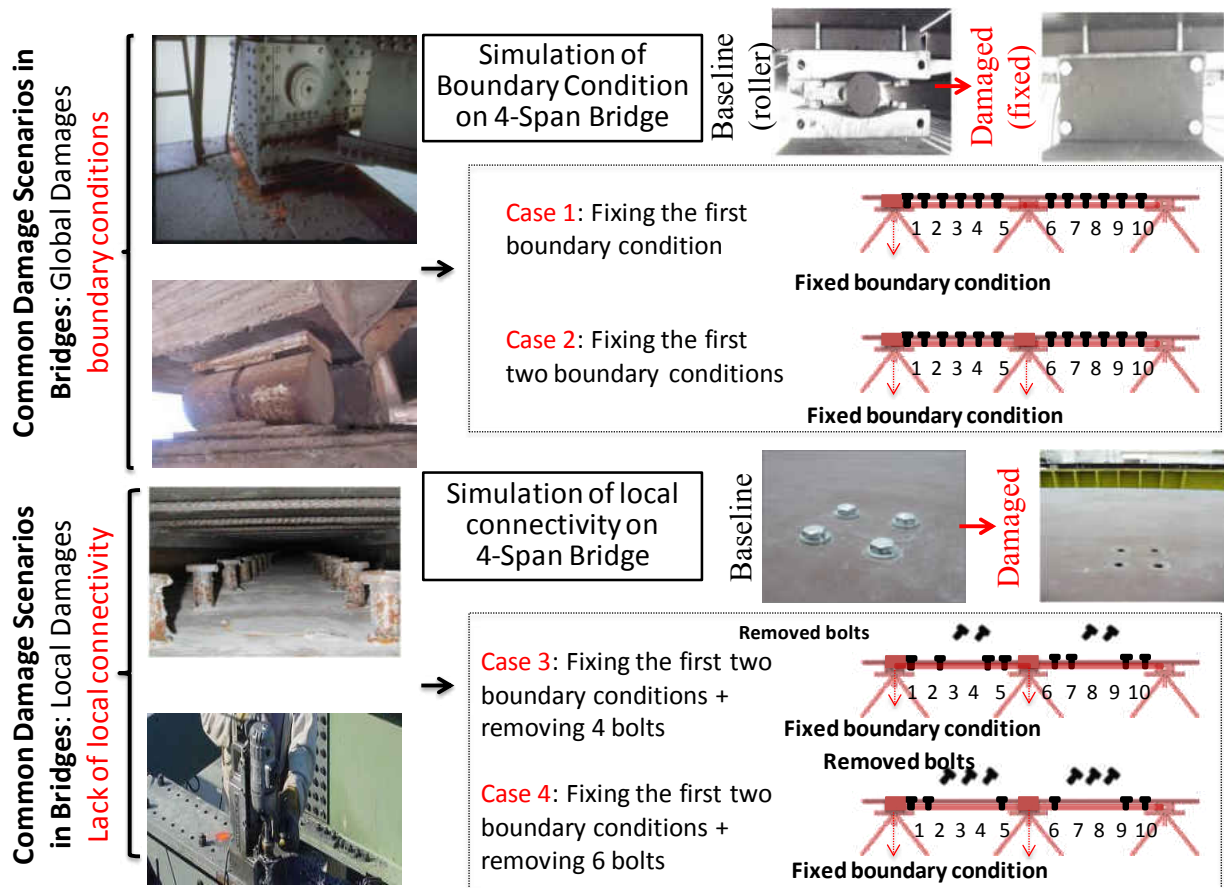 Common Damage Scenarios in
Bridges: Global Damages
boundary conditions
Simulation of
Boundary Condition
on 4-Span Bridge
Baseline
(roller)
Damaged
(fixed)
Case 1: Fixing the first
boundary condition
1 2 3 4 5 6 7 8 9 10
Fixed boundary condition
Case 2: Fixing the first
two boundary conditions
1 2 3 4 5 6 7 8 9 10
Fixed boundary condition
Common Damage Scenarios
in Bridges: Local Damages
Lack of local connectivity
Simulation of local
connectivity on
4-Span Bridge
Baseline
Damaged
Removed bolts
Case 3: Fixing the first two
boundary conditions +
removing 4 bolts
1 2 3 4 5 6 7 8 9 10
Fixed boundary condition
Removed bolts
Case 4: Fixing the first two
boundary conditions +
removing 6 bolts
1 2 3 4 5 6 7 8 9 10
Fixed boundary condition